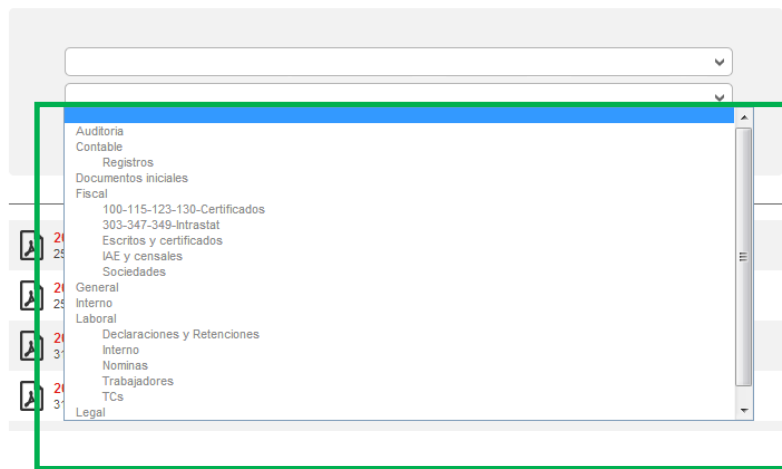 Auditoria
Contable
Registros
Documentos iniciales
Fiscal
100-115-123-130-Certificados
303-347-349-Intrastat
Escritos y certificados
IAE y censales
Sociedades
General
Interno
Laboral
Declaraciones y Retenciones
Interno
Nominas
Trabajadores
TCs
Legal